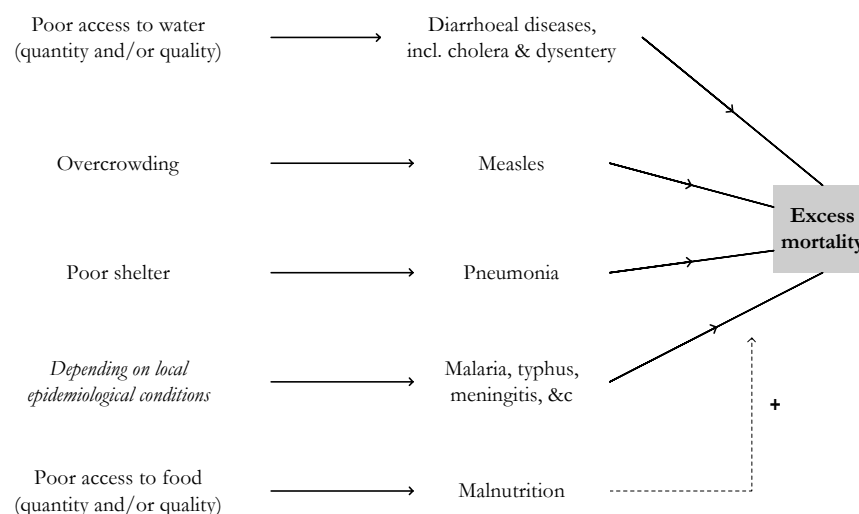 Poor access to water
(quantity and/or quality)
Diarrhoeal diseases,
incl. cholera & dysentery
Overcrowding
Measles
Excess
mortality
Poor shelter
Pneumonia
Depending on local
epidemiological conditions
Malaria, typhus,
meningitis, &c
+
Poor access to food
(quantity and/or quality)
Malnutrition